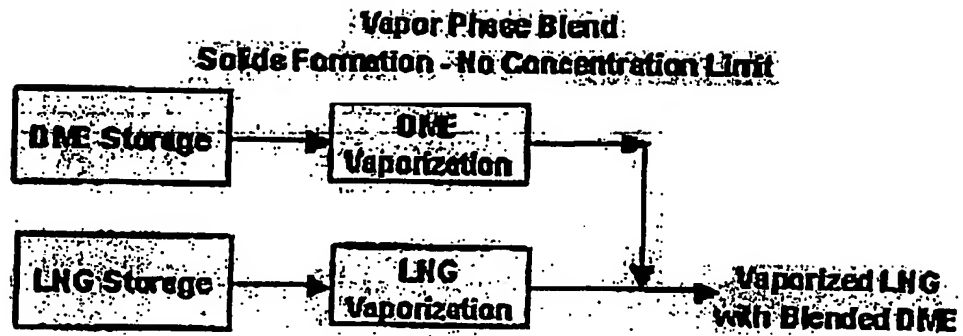 Vapor Phase Blend
Solids Formation - No Concentration Limit
DME Storage
DME
Vaporization
LNG Storage
LNG
Vaporization
Vaporized LNG
with Blended DME